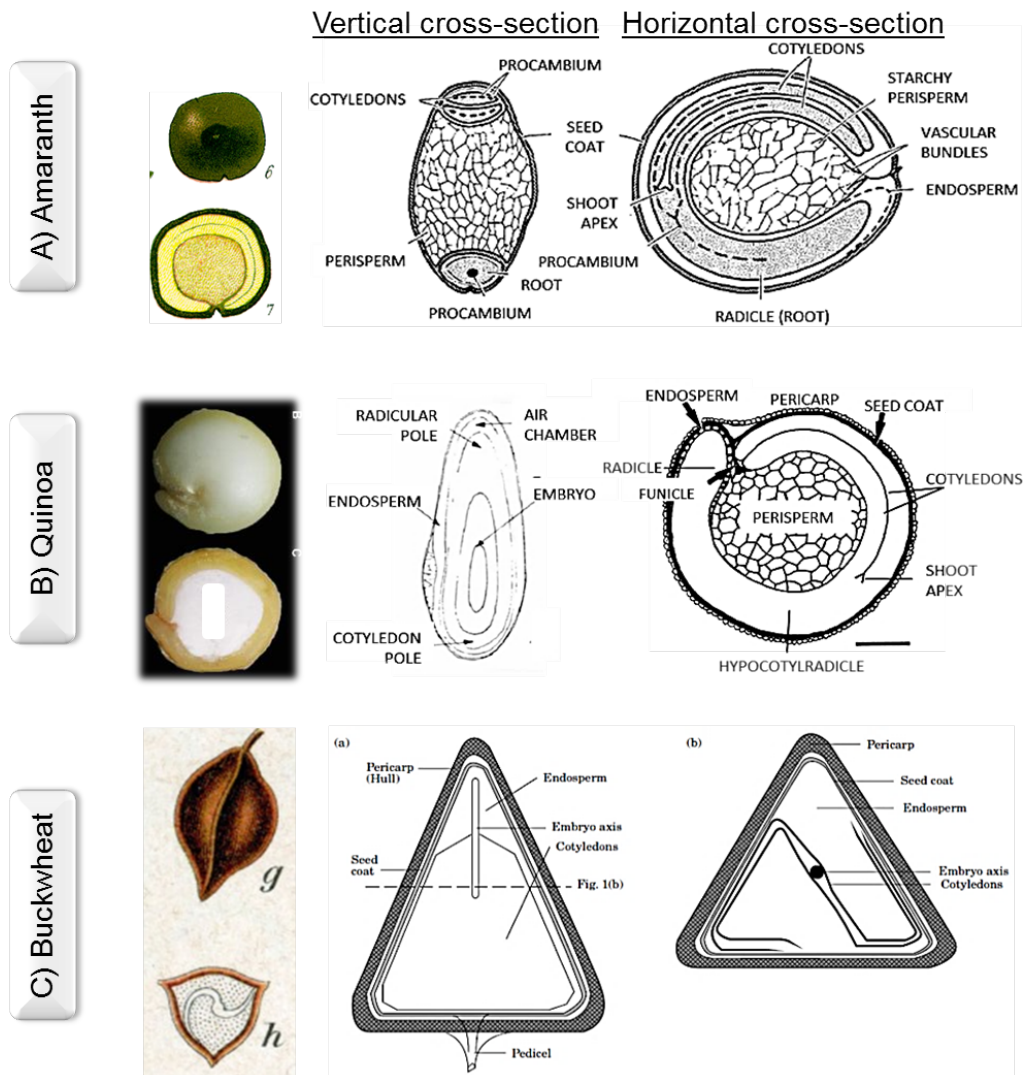 Vertical cross-section
Horizontal cross-section
A) Amaranth
6
7
PROCAMBIUM
COTYLEDONS
SEED
COAT
PERISPERM
ROOT
PROCAMBIUM
COTYLEDONS
STARCHY
PERISPERM
VASCULAR
BUNDLES
ENDOSPERM
SHOOT
APEX
PROCAMBIUM
RADICLE (ROOT)
B) Quinoa
B
C
RADICULAR
POLE
AIR
CHAMBER
ENDOSPERM
EMBRYO
COTYLEDON
POLE
ENDOSPERM
PERICARP
SEED COAT
RADICLE
FUNICLE
COTYLEDONS
PERISPERM
SHOOT
APEX
HYPOCOTYLRADICLE
C) Buckwheat
g
h
(a)
Pericarp
(Hull)
Endosperm
Embryo axis
Cotyledons
Seed
coat
Fig. 1(b)
Pedicel
(b)
Pericarp
Seed coat
Endosperm
Embryo axis
Cotyledons